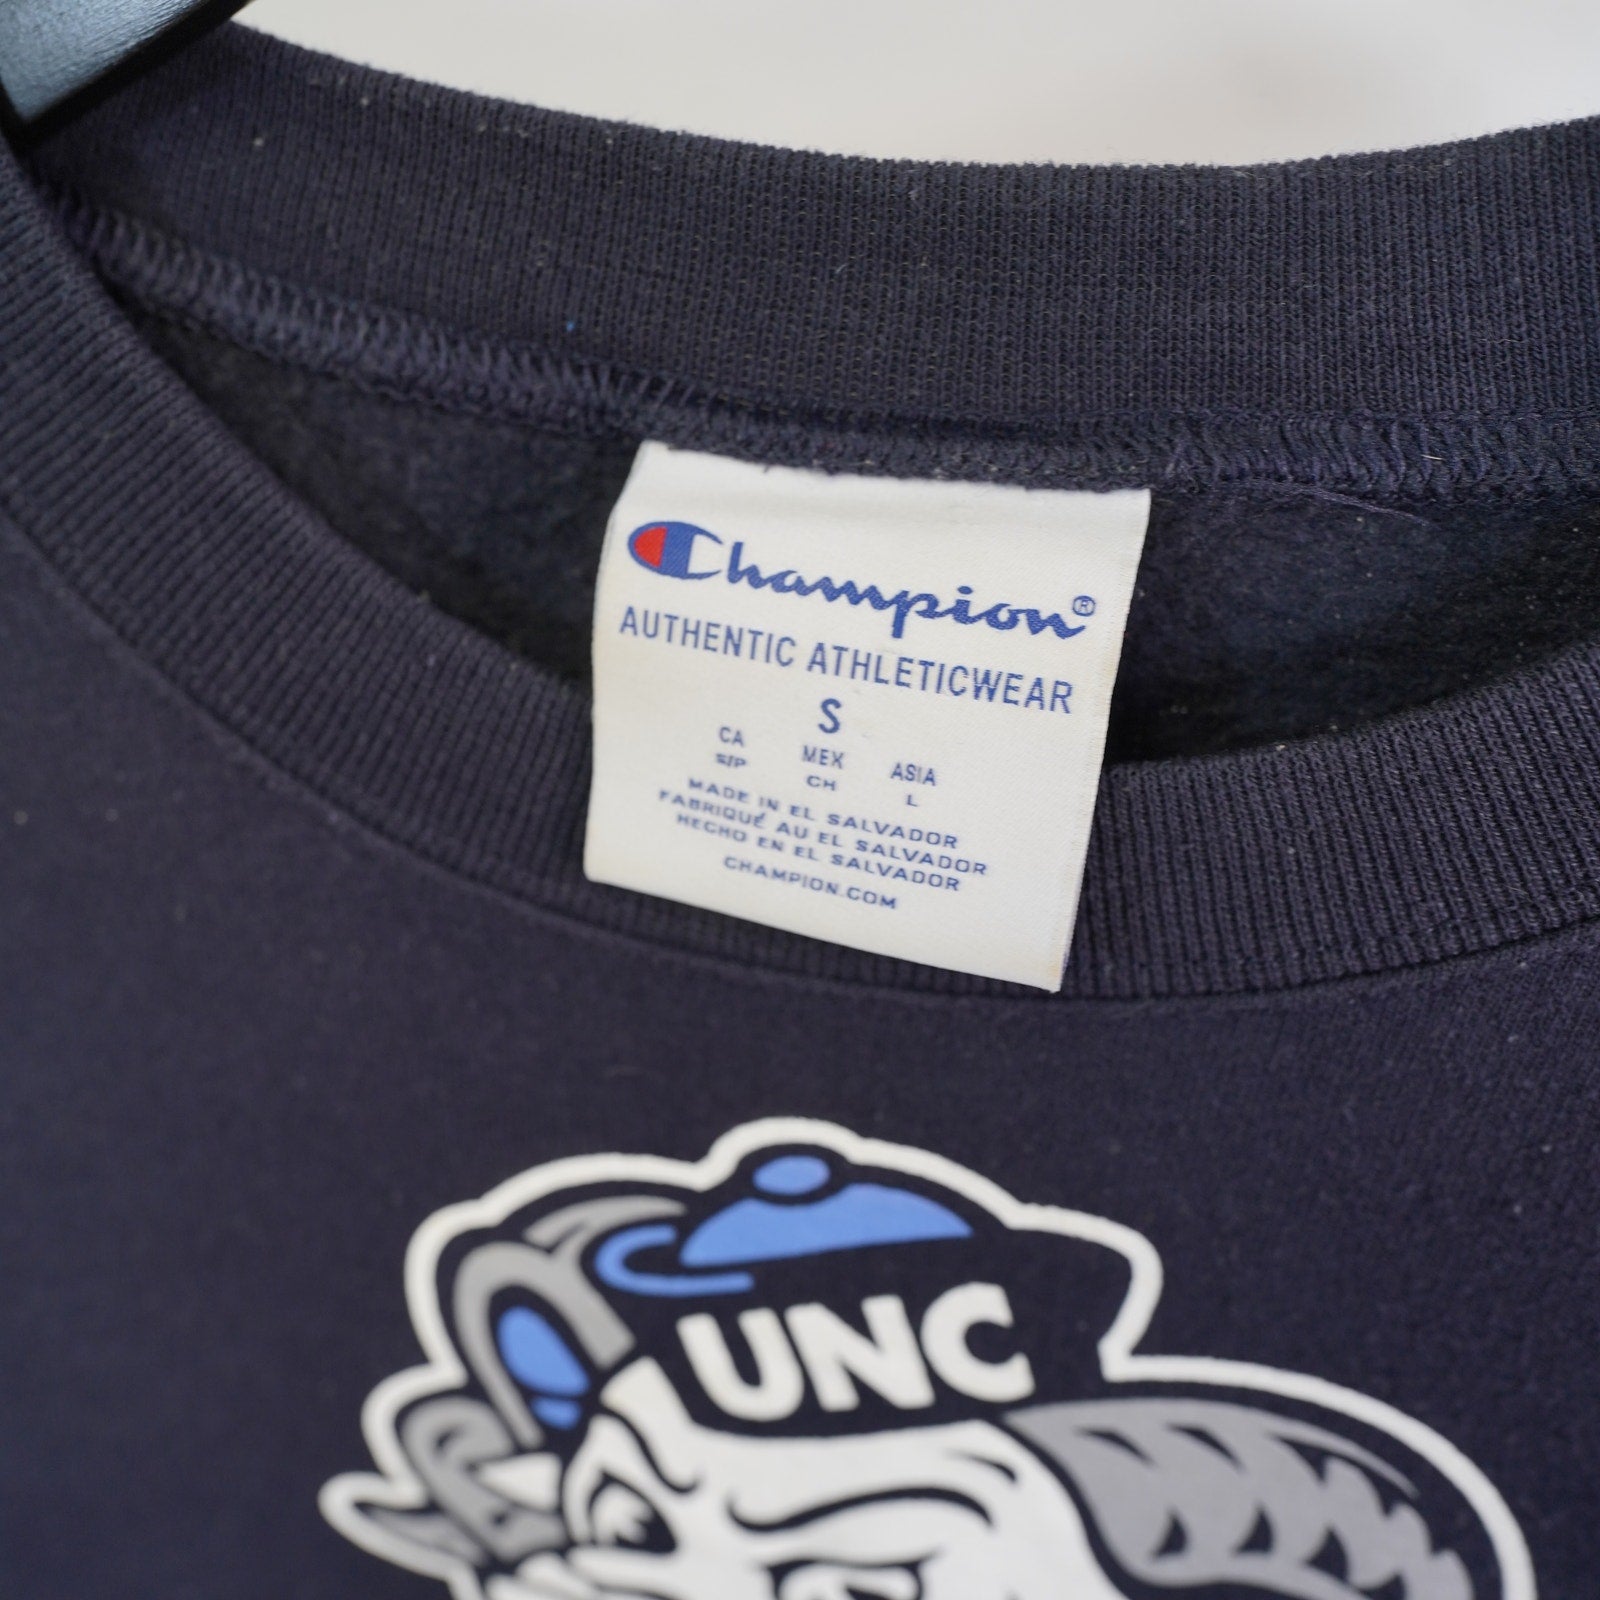 Champion®
AUTHENTIC ATHLETICWEAR
S
CA MEX ASIA
S/P CH L
MADE IN EL SALVADOR
FABRIQUÉ AU EL SALVADOR
HECHO EN EL SALVADOR
CHAMPION.COM
UNC